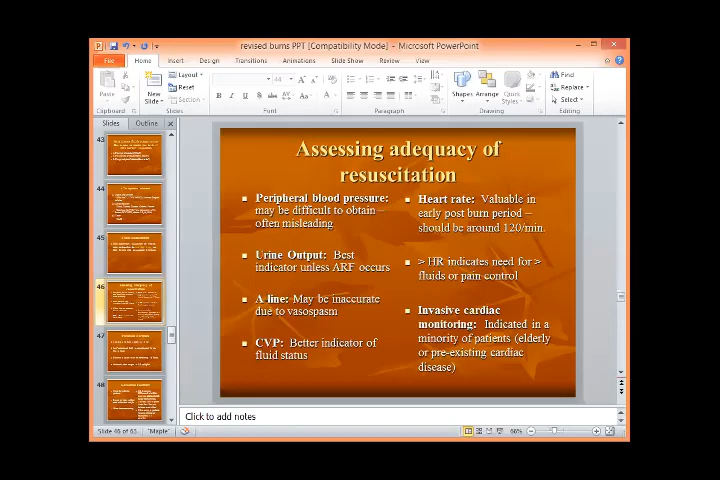 revised burns PPT [Compatibility Mode] - Microsoft PowerPoint
File Home Insert Design Transitions Animations Slide Show Review View
Paste
New Slide
Layout
Reset
Section
Shapes Arrange Quick Styles
Find
Replace
Select
Clipboard Slides Font Paragraph Drawing Editing
Slides Outline
43
44
45
46
47
48
Assessing adequacy of
resuscitation
Peripheral blood pressure:
may be difficult to obtain –
often misleading
Urine Output: Best
indicator unless ARF occurs
A-line: May be inaccurate
due to vasospasm
CVP: Better indicator of
fluid status
Heart rate: Valuable in
early post burn period –
should be around 120/min.
> HR indicates need for >
fluids or pain control
Invasive cardiac
monitoring: Indicated in a
minority of patients (elderly
or pre-existing cardiac
disease)
Click to add notes
Slide 46 of 63 "Maple" 66%